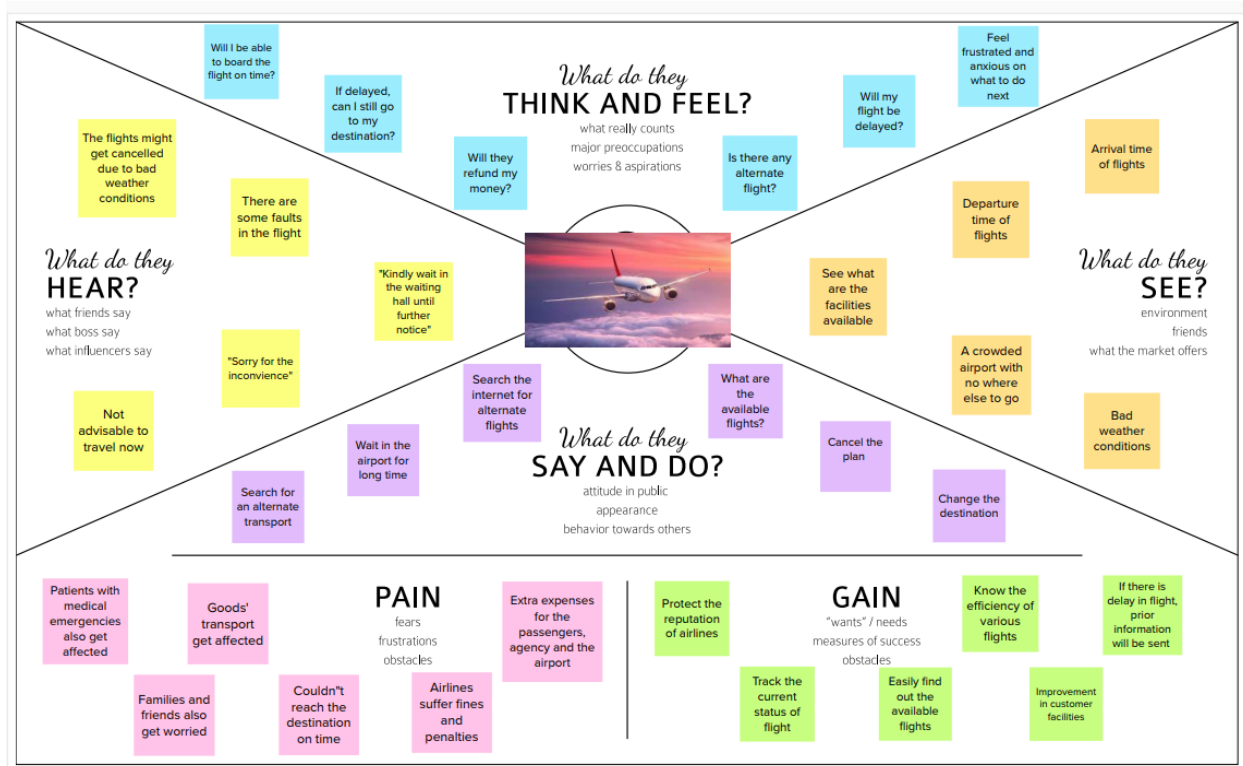 Will I be able
to board the
flight on time?
If delayed,
can I still go
to my
destination?
Will they
refund my
money?
What do they
THINK AND FEEL?
what really counts
major preoccupations
worries & aspirations
Is there any
alternate
flight?
Will my
flight be
delayed?
Feel
frustrated and
anxious on
what to do
next
The flights might
get cancelled
due to bad
weather
conditions
There are
some faults
in the flight
"Kindly wait in
the waiting
hall until
further
notice"
What do they
HEAR?
what friends say
what boss say
what influencers say
"Sorry for the
inconvience"
Not
advisable to
travel now
Arrival time
of flights
Departure
time of
flights
See what
are the
facilities
available
What do they
SEE?
environment
friends
what the market offers
A crowded
airport with
no where
else to go
Bad
weather
conditions
Search the
internet for
alternate
flights
What are
the
available
flights?
Wait in the
airport for
long time
What do they
SAY AND DO?
attitude in public
appearance
behavior towards others
Cancel the
plan
Search for
an alternate
transport
Change the
destination
Patients with
medical
emergencies
also get
affected
Goods'
transport
get affected
PAIN
fears
frustrations
obstacles
Extra expenses
for the
passengers,
agency and the
airport
Families and
friends also
get worried
Couldn"t
reach the
destination
on time
Airlines
suffer fines
and
penalties
Protect the
reputation
of airlines
GAIN
"wants" / needs
measures of success
obstacles
Know the
efficiency of
various
flights
If there is
delay in flight,
prior
information
will be sent
Track the
current
status of
flight
Easily find
out the
available
flights
Improvement
in customer
facilities